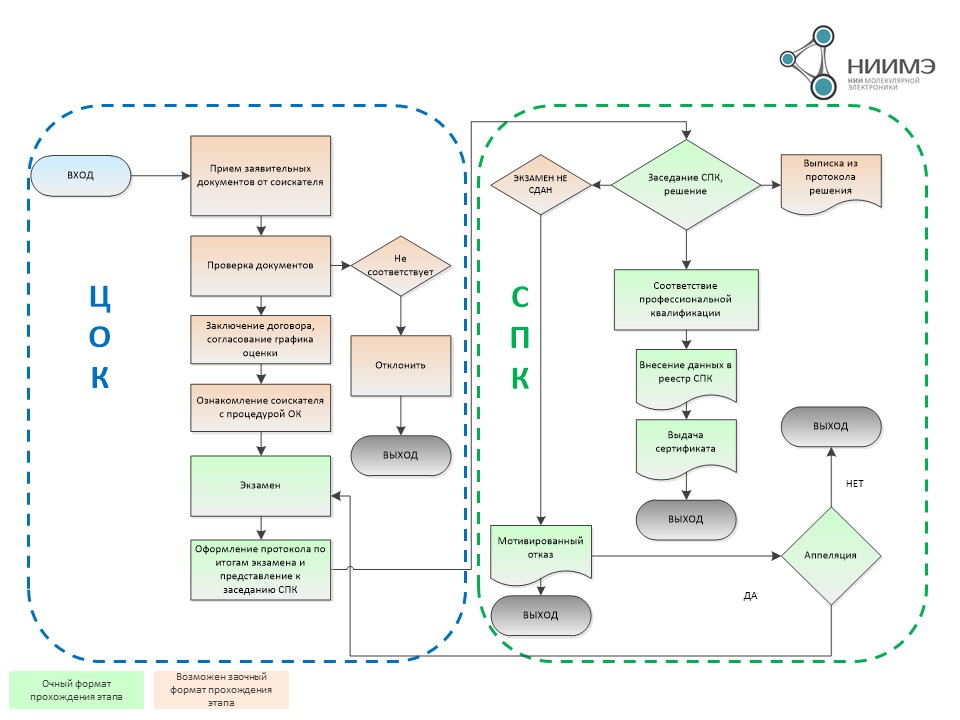 НИИМЭ
НИИ МОЛЕКУЛЯРНОЙ
ЭЛЕКТРОНИКИ
ВХОД
Прием заявительных
документов от соискателя
Проверка документов
Не
соответствует
Заключение договора,
согласование графика
оценки
Отклонить
Ознакомление соискателя
с процедурой ОК
ВЫХОД
Экзамен
Оформление протокола по
итогам экзамена и
представление к
заседанию СПК
Ц
О
К
ЭКЗАМЕН НЕ
СДАН
Заседание СПК,
решение
Выписка из
протокола
решения
С
П
К
Соответствие
профессиональной
квалификации
Внесение данных в
реестр СПК
Выдача
сертификата
ВЫХОД
ВЫХОД
НЕТ
Мотивированный
отказ
Аппеляция
ДА
ВЫХОД
Очный формат
прохождения этапа
Возможен заочный
формат прохождения
этапа